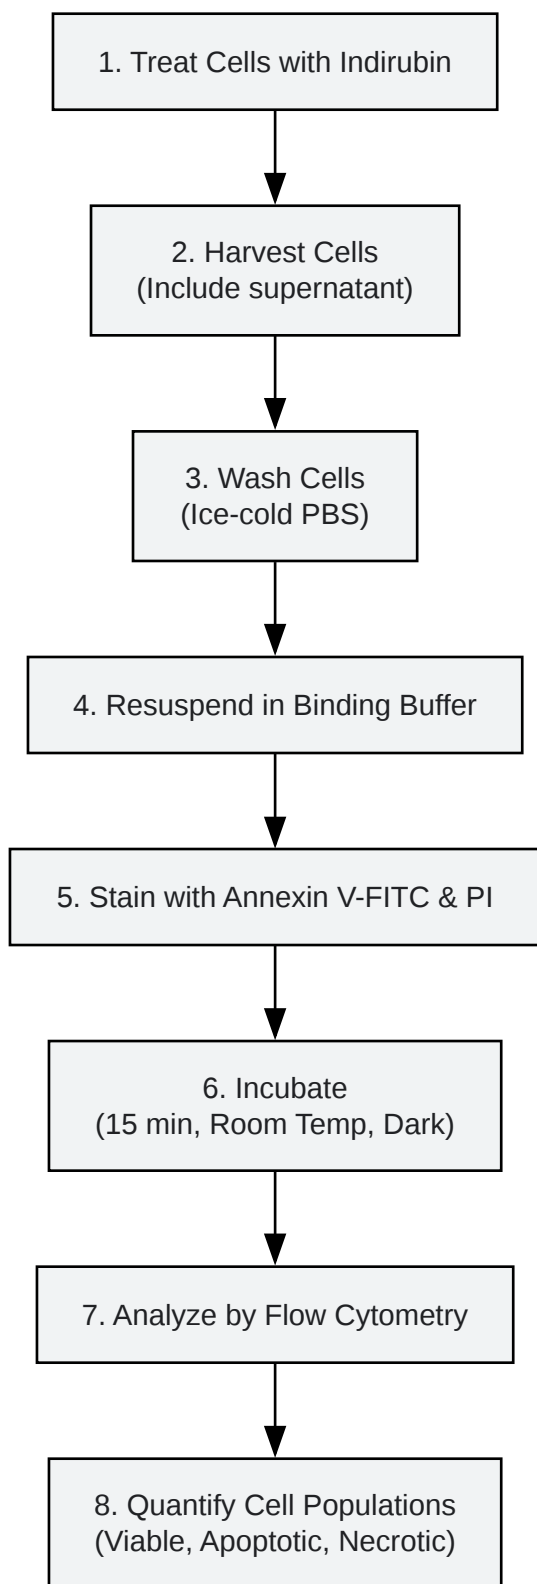 1. Treat Cells with Indirubin
2. Harvest Cells
(Include supernatant)
3. Wash Cells
(Ice-cold PBS)
4. Resuspend in Binding Buffer
5. Stain with Annexin V-FITC & PI
6. Incubate
(15 min, Room Temp, Dark)
7. Analyze by Flow Cytometry
8. Quantify Cell Populations
(Viable, Apoptotic, Necrotic)